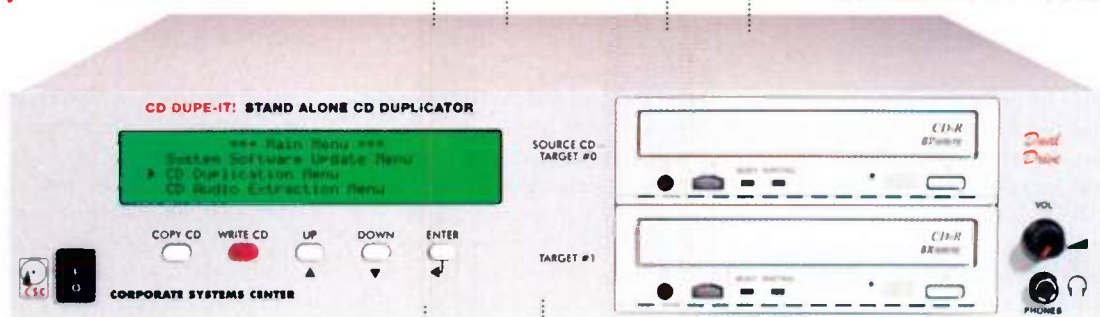 CD DUPE-IT! STAND ALONE CD DUPLICATOR
*** Main Menu ***
System Software Update Menu
CD Duplication Menu
CD Audio Extraction Menu
COPY CD WRITE CD UP DOWN ENTER
I
O
CSC
CORPORATE SYSTEMS CENTER
SOURCE CD
TARGET #0
CD-R
8X
TARGET #1
CD-R
8X
Dual
Drive
VOL
PHONES